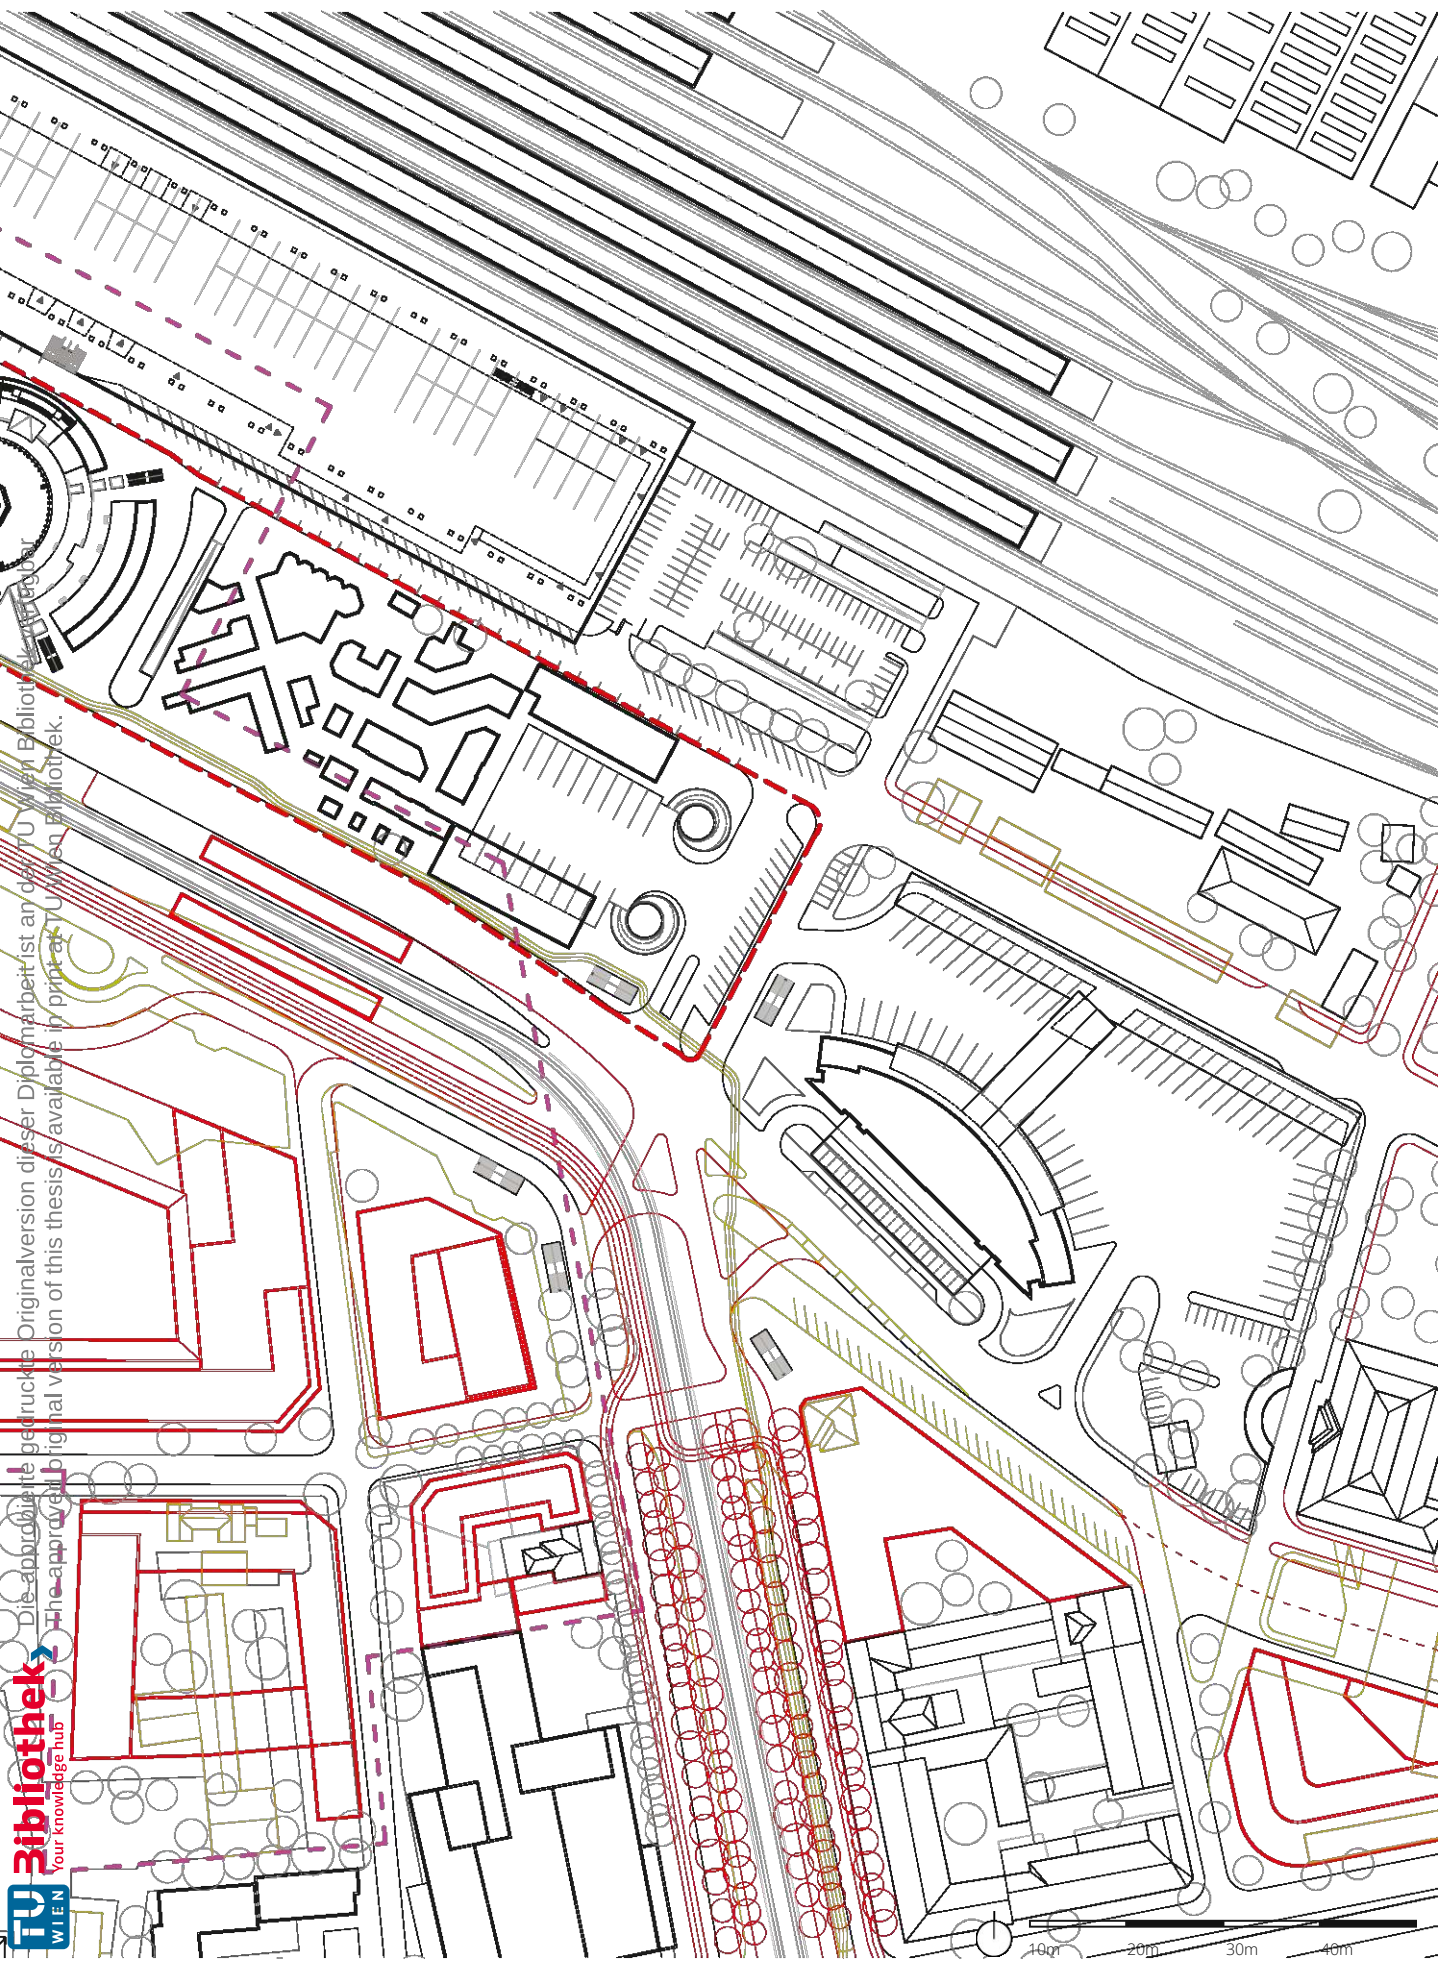 Die approbierte gedruckte Originalversion dieser Diplomarbeit ist an der TU Wien Bibliothek verfügbar.
The approved original version of this thesis is available in print at TU Wien Bibliothek.
TU Bibliothek
WIEN Your knowledge hub
10m 20m 30m 40m